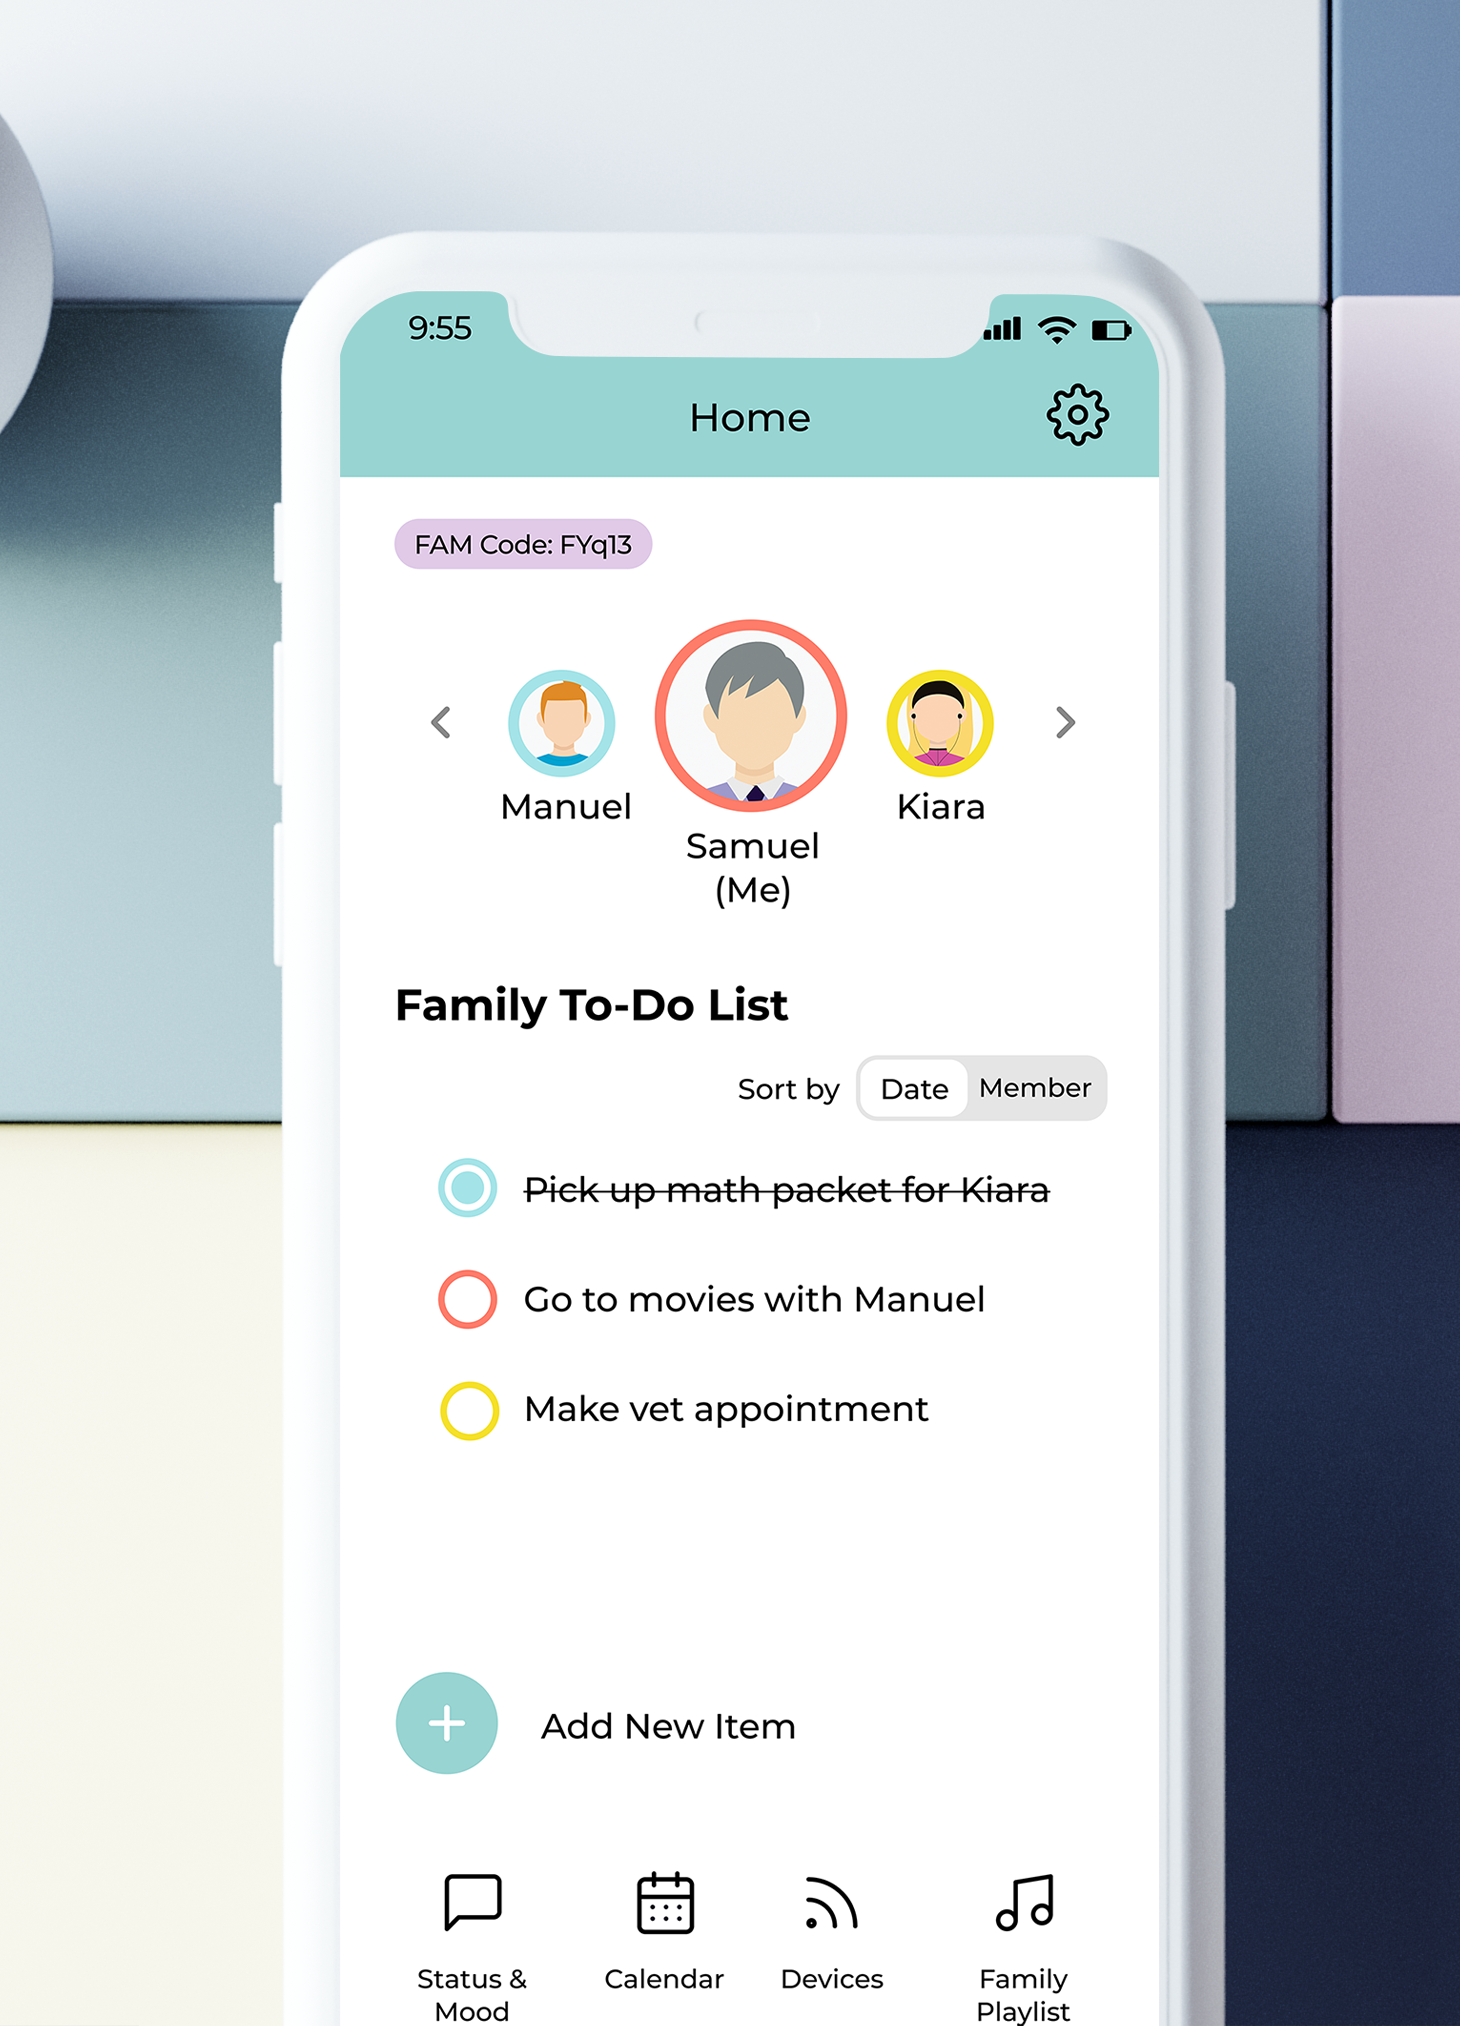 9:55
Home
FAM Code: FYq13
Manuel
Samuel
(Me)
Kiara
Family To-Do List
Sort by Date Member
Pick up math packet for Kiara
Go to movies with Manuel
Make vet appointment
Add New Item
Status &
Mood
Calendar
Devices
Family
Playlist